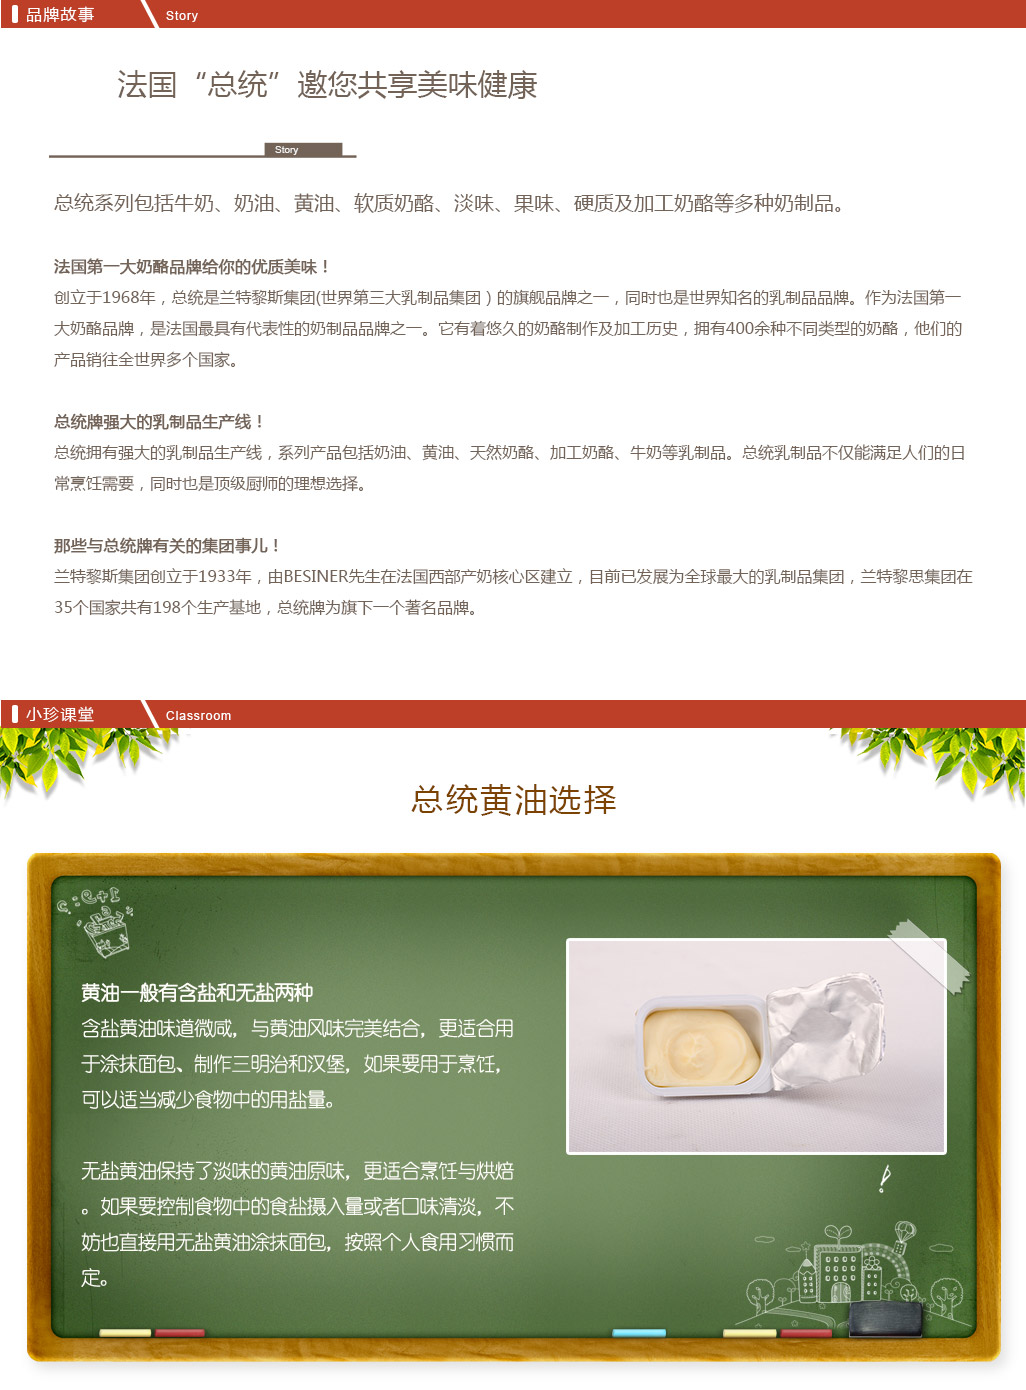 品牌故事
Story
法国“总统”邀您共享美味健康
Story
总统系列包括牛奶、奶油、黄油、软质奶酪、淡味、果味、硬质及加工奶酪等多种奶制品。
法国第一大奶酪品牌给你的优质美味！
创立于1968年，总统是兰特黎斯集团(世界第三大乳制品集团）的旗舰品牌之一，同时也是世界知名的乳制品品牌。作为法国第一
大奶酪品牌，是法国最具有代表性的奶制品品牌之一。它有着悠久的奶酪制作及加工历史，拥有400余种不同类型的奶酪，他们的
产品销往全世界多个国家。
总统牌强大的乳制品生产线！
总统拥有强大的乳制品生产线，系列产品包括奶油、黄油、天然奶酪、加工奶酪、牛奶等乳制品。总统乳制品不仅能满足人们的日
常烹饪需要，同时也是顶级厨师的理想选择。
那些与总统牌有关的集团事儿！
兰特黎斯集团创立于1933年，由BESINER先生在法国西部产奶核心区建立，目前已发展为全球最大的乳制品集团，兰特黎思集团在
35个国家共有198个生产基地，总统牌为旗下一个著名品牌。
小珍课堂
Classroom
总统黄油选择
黄油一般有含盐和无盐两种
含盐黄油味道微咸，与黄油风味完美结合，更适合用
于涂抹面包、制作三明治和汉堡，如果要用于烹饪，
可以适当减少食物中的用盐量。
无盐黄油保持了淡味的黄油原味，更适合烹饪与烘焙
。如果要控制食物中的食盐摄入量或者口味清淡，不
妨也直接用无盐黄油涂抹面包，按照个人食用习惯而
定。